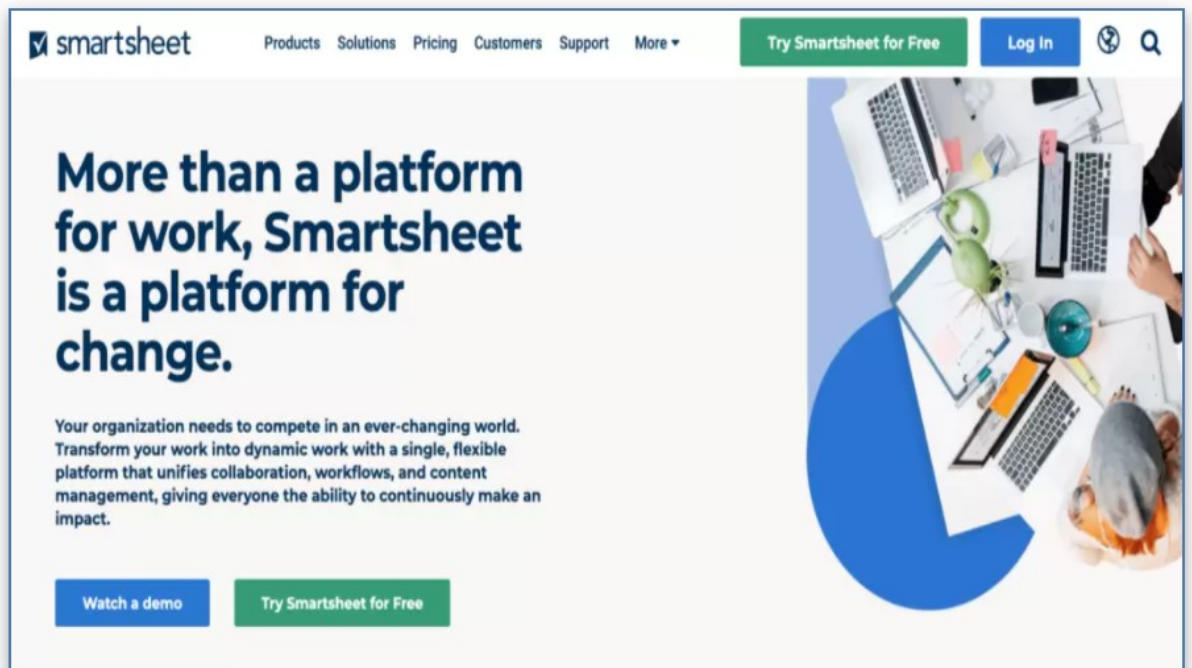 smartsheet
Products Solutions Pricing Customers Support More
Try Smartsheet for Free
Log In
More than a platform
for work, Smartsheet
is a platform for
change.
Your organization needs to compete in an ever-changing world.
Transform your work into dynamic work with a single, flexible
platform that unifies collaboration, workflows, and content
management, giving everyone the ability to continuously make an
impact.
Watch a demo
Try Smartsheet for Free